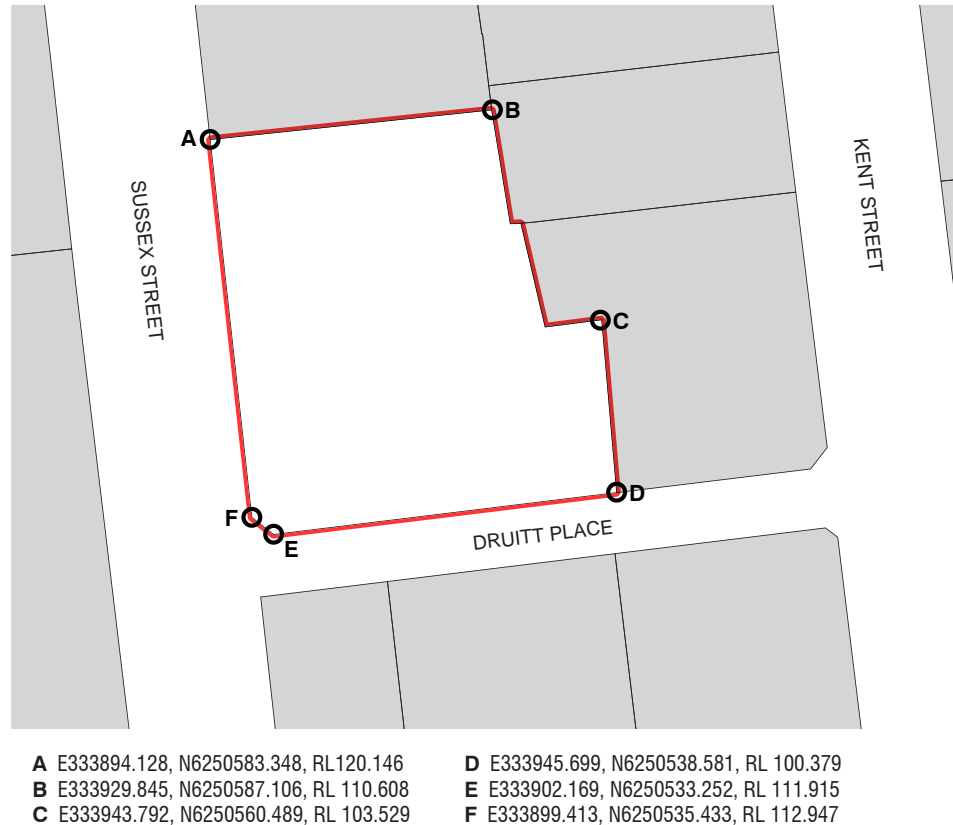 B
A
KENT STREET
SUSSEX STREET
C
D
F
DRUITT PLACE
E
A E333894.128, N6250583.348, RL120.146
B E333929.845, N6250587.106, RL 110.608
C E333943.792, N6250560.489, RL 103.529
D E333945.699, N6250538.581, RL 100.379
E E333902.169, N6250533.252, RL 111.915
F E333899.413, N6250535.433, RL 112.947